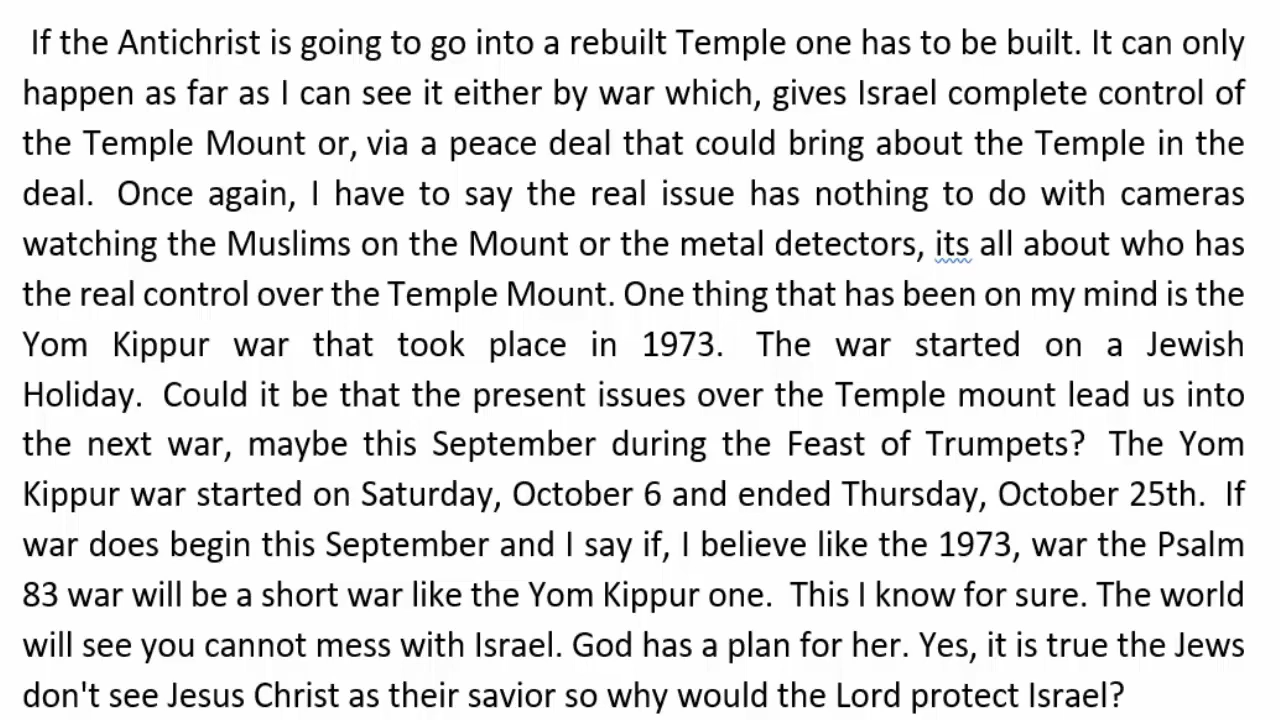 If the Antichrist is going to go into a rebuilt Temple one has to be built. It can only
happen as far as I can see it either by war which, gives Israel complete control of
the Temple Mount or, via a peace deal that could bring about the Temple in the
deal.  Once again, I have to say the real issue has nothing to do with cameras
watching the Muslims on the Mount or the metal detectors, its all about who has
the real control over the Temple Mount. One thing that has been on my mind is the
Yom Kippur war that took place in 1973.  The war started on a Jewish
Holiday.  Could it be that the present issues over the Temple mount lead us into
the next war, maybe this September during the Feast of Trumpets?  The Yom
Kippur war started on Saturday, October 6 and ended Thursday, October 25th.  If
war does begin this September and I say if, I believe like the 1973, war the Psalm
83 war will be a short war like the Yom Kippur one.  This I know for sure. The world
will see you cannot mess with Israel. God has a plan for her. Yes, it is true the Jews
don't see Jesus Christ as their savior so why would the Lord protect Israel?